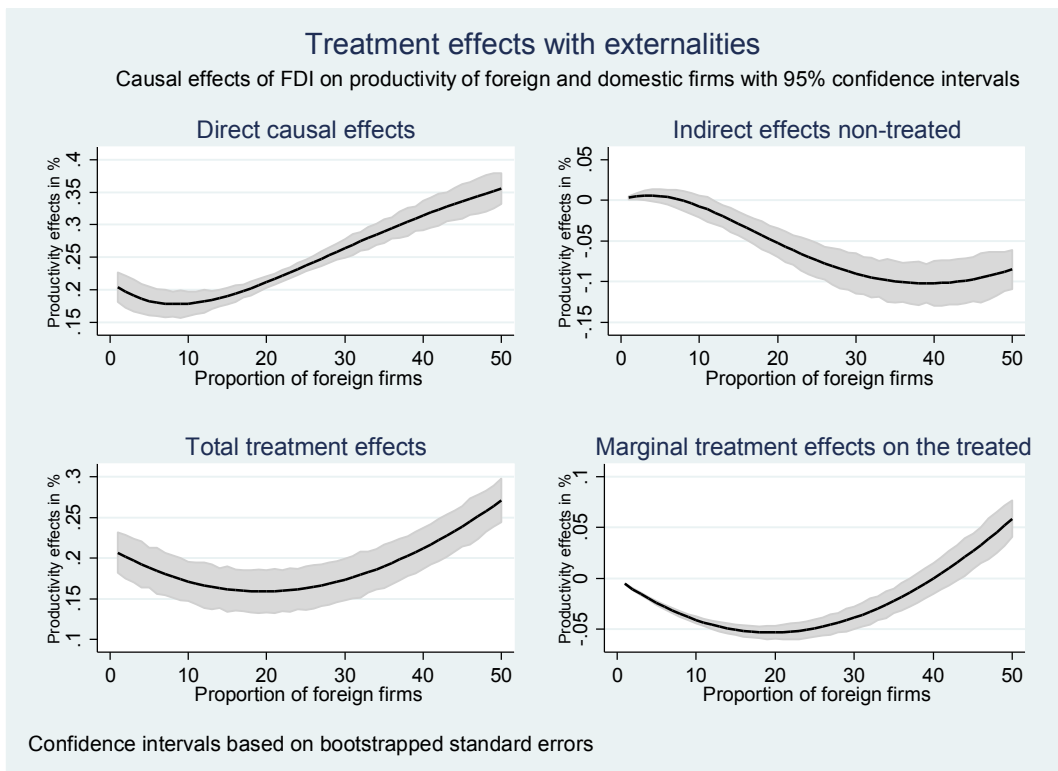 Treatment effects with externalities
Causal effects of FDI on productivity of foreign and domestic firms with 95% confidence intervals
Direct causal effects
Productivity effects in %
.4
.35
.3
.25
.2
.15
0 10 20 30 40 50
Proportion of foreign firms
Indirect effects non-treated
Productivity effects in %
.05
0
-.05
-.1
-.15
0 10 20 30 40 50
Proportion of foreign firms
Total treatment effects
Productivity effects in %
.3
.25
.2
.15
.1
0 10 20 30 40 50
Proportion of foreign firms
Marginal treatment effects on the treated
Productivity effects in %
.1
.05
0
-.05
0 10 20 30 40 50
Proportion of foreign firms
Confidence intervals based on bootstrapped standard errors